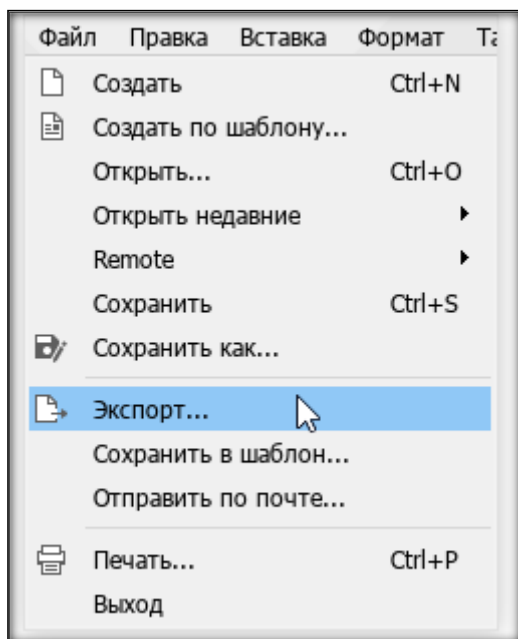 Файл Правка Вставка Формат Та
Создать Ctrl+N
Создать по шаблону...
Открыть... Ctrl+O
Открыть недавние
Remote
Сохранить Ctrl+S
Сохранить как...
Экспорт...
Сохранить в шаблон...
Отправить по почте...
Печать... Ctrl+P
Выход